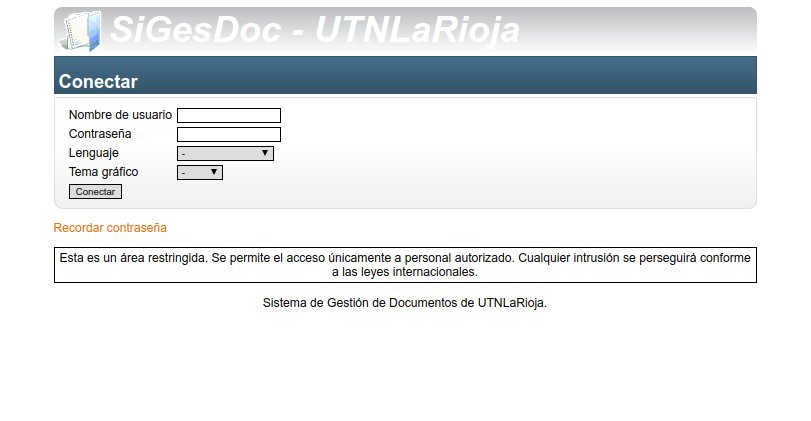 SiGesDoc - UTNLaRioja
Conectar
Nombre de usuario
Contraseña
Lenguaje -
Tema gráfico -
Conectar
Recordar contraseña
Esta es un área restringida. Se permite el acceso únicamente a personal autorizado. Cualquier intrusión se perseguirá conforme
a las leyes internacionales.
Sistema de Gestión de Documentos de UTNLaRioja.